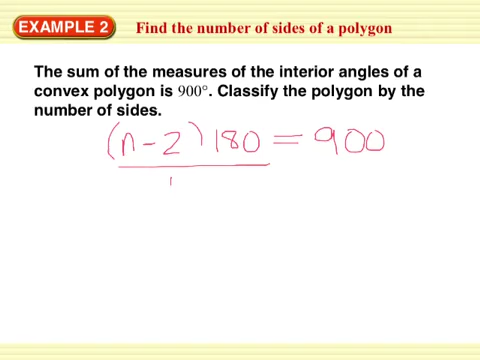 EXAMPLE 2 Find the number of sides of a polygon
The sum of the measures of the interior angles of a
convex polygon is 900°. Classify the polygon by the
number of sides.
(n - 2) 180 = 900